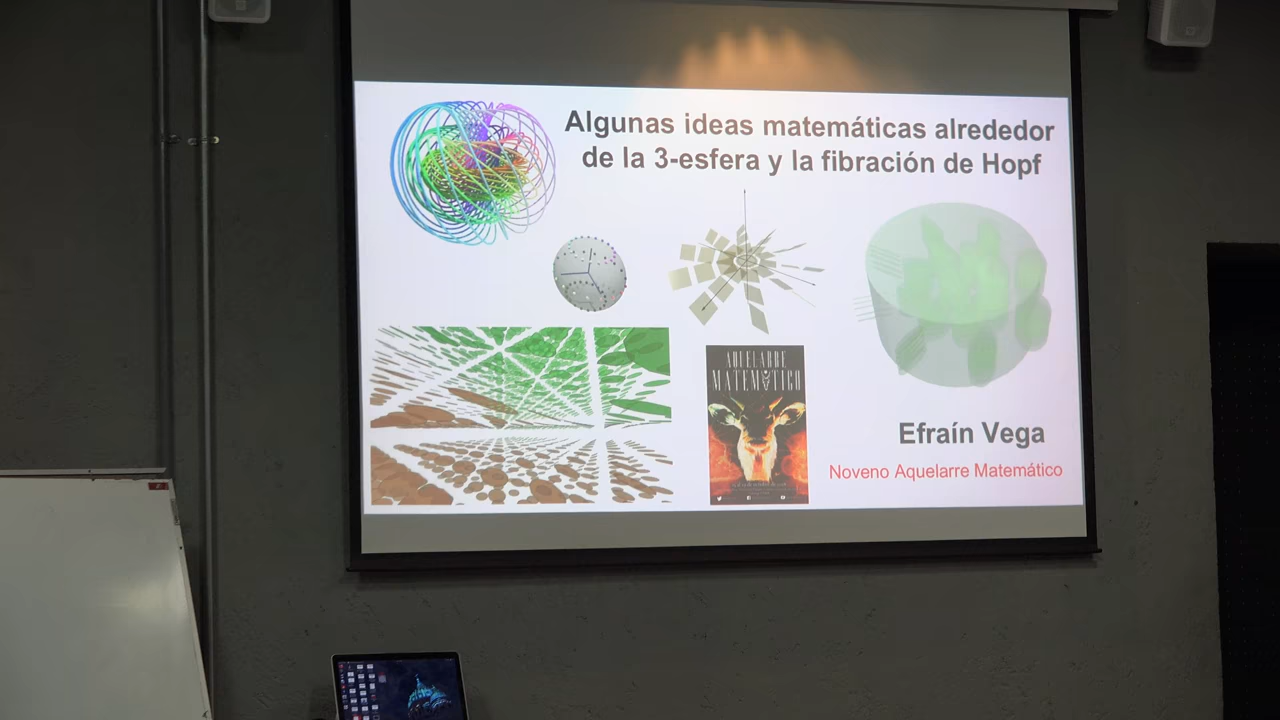 Algunas ideas matemáticas alrededor
de la 3-esfera y la fibración de Hopf
AQUELARRE
MATEMÁTICO
Efraín Vega
Noveno Aquelarre Matemático